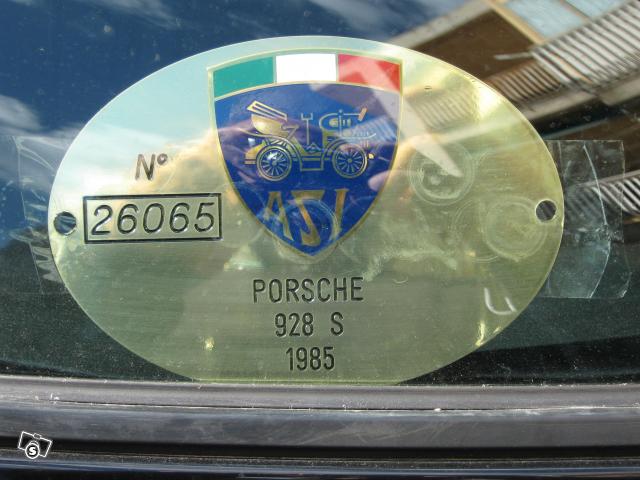 ASI
N°
26065
PORSCHE
928 S
1985